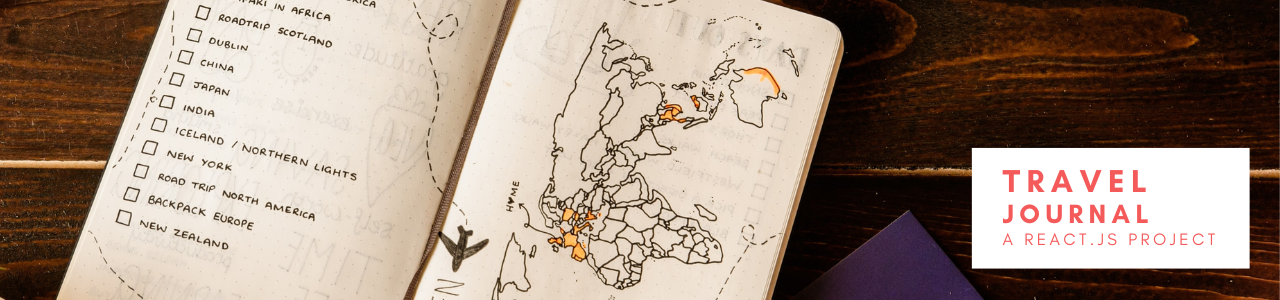 SAFARI IN AFRICA
ROADTRIP SCOTLAND
DUBLIN
CHINA
JAPAN
INDIA
ICELAND / NORTHERN LIGHTS
NEW YORK
ROAD TRIP NORTH AMERICA
BACKPACK EUROPE
NEW ZEALAND
HOME
TRAVEL
JOURNAL
A REACT.JS PROJECT